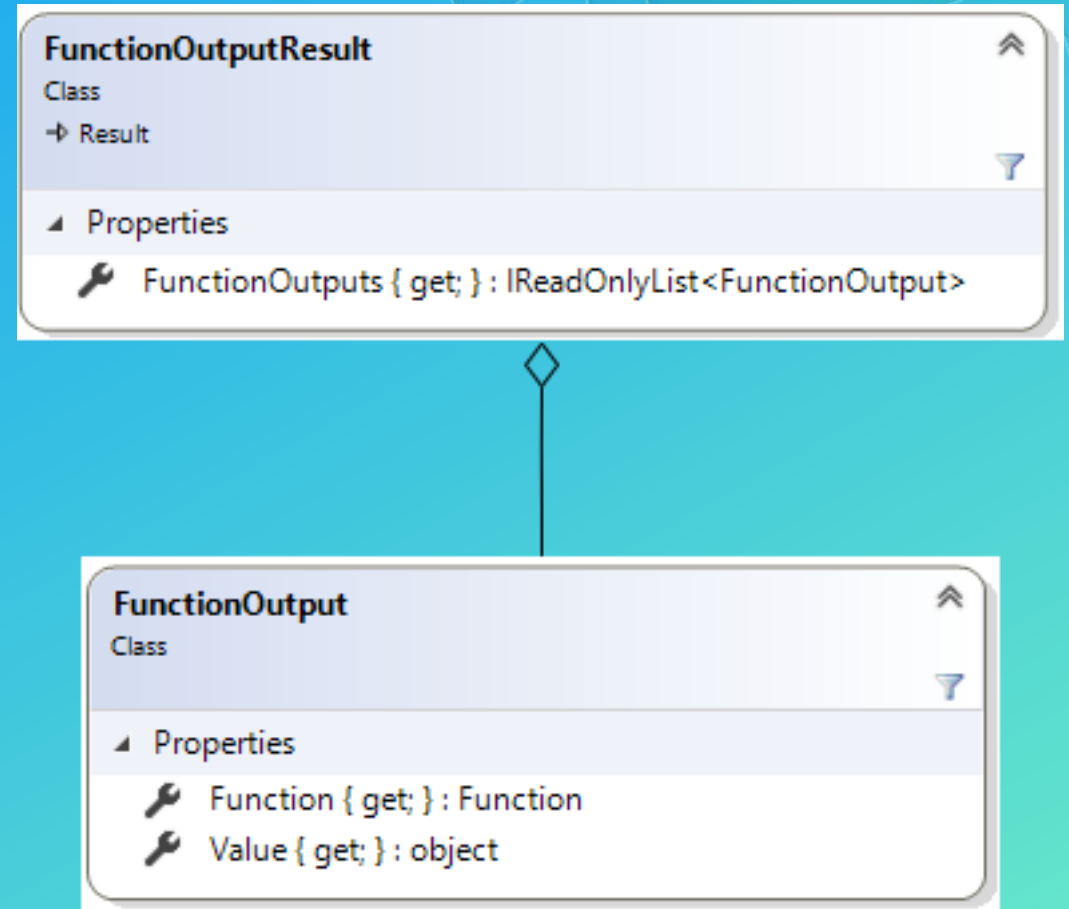 FunctionOutputResult
Class
Result
Properties
FunctionOutputs { get; } : IReadOnlyList<FunctionOutput>
FunctionOutput
Class
Properties
Function { get; } : Function
Value { get; } : object